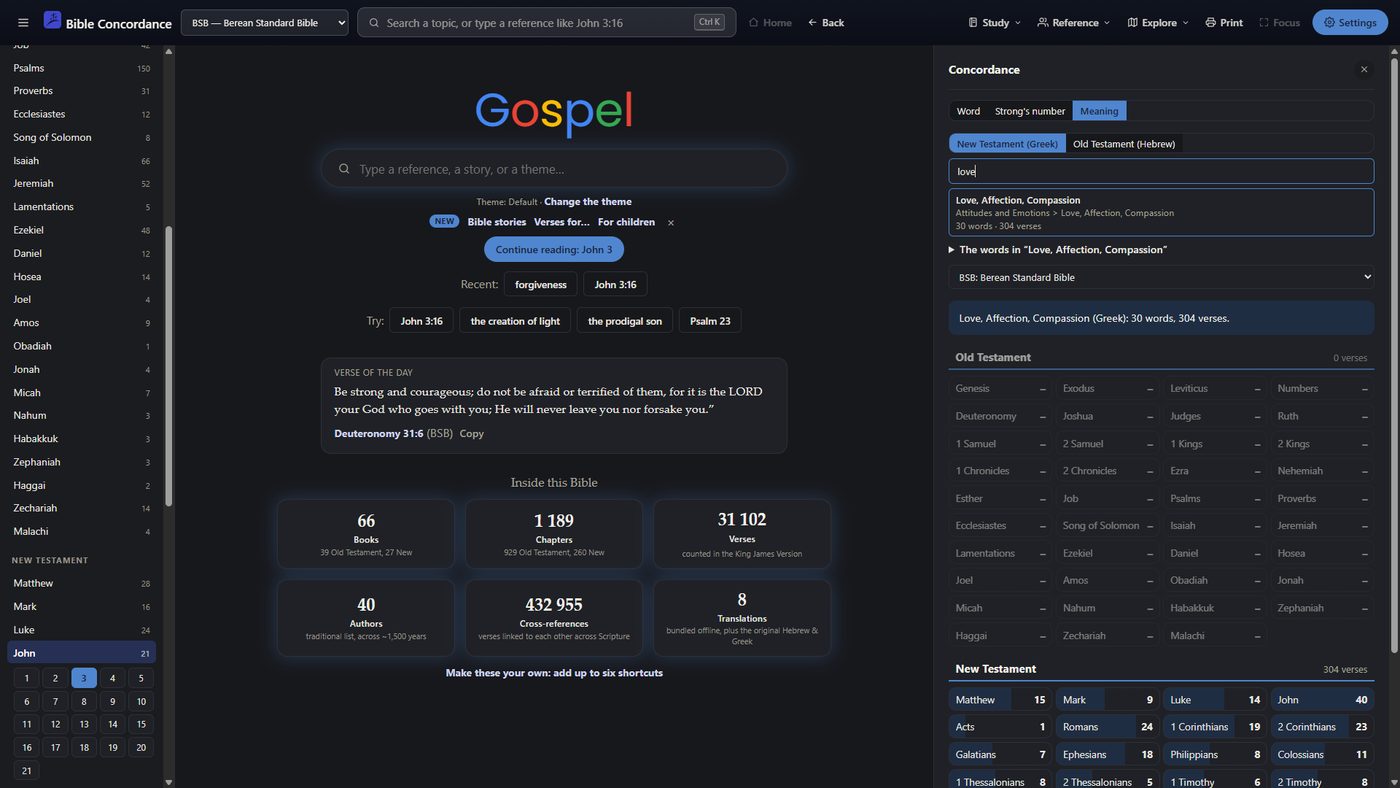 Bible Concordance
BSB — Berean Standard Bible
Search a topic, or type a reference like John 3:16
Ctrl K
Home
Back
Study
Reference
Explore
Print
Focus
Settings
Job 42
Psalms 150
Proverbs 31
Ecclesiastes 12
Song of Solomon 8
Isaiah 66
Jeremiah 52
Lamentations 5
Ezekiel 48
Daniel 12
Hosea 14
Joel 4
Amos 9
Obadiah 1
Jonah 4
Micah 7
Nahum 3
Habakkuk 3
Zephaniah 3
Haggai 2
Zechariah 14
Malachi 4
NEW TESTAMENT
Matthew 28
Mark 16
Luke 24
John 21
1 2 3 4 5
6 7 8 9 10
11 12 13 14 15
16 17 18 19 20
21
Gospel
Type a reference, a story, or a theme...
Theme: Default · Change the theme
NEW Bible stories Verses for... For children ×
Continue reading: John 3
Recent: forgiveness John 3:16
Try: John 3:16 the creation of light the prodigal son Psalm 23
VERSE OF THE DAY
Be strong and courageous; do not be afraid or terrified of them, for it is the LORD
your God who goes with you; He will never leave you nor forsake you.”
Deuteronomy 31:6 (BSB) Copy
Inside this Bible
66
Books
39 Old Testament, 27 New
1 189
Chapters
929 Old Testament, 260 New
31 102
Verses
counted in the King James Version
40
Authors
traditional list, across ~1,500 years
432 955
Cross-references
verses linked to each other across Scripture
8
Translations
bundled offline, plus the original Hebrew &
Greek
Make these your own: add up to six shortcuts
Concordance ×
Word Strong's number Meaning
New Testament (Greek) Old Testament (Hebrew)
love
Love, Affection, Compassion
Attitudes and Emotions > Love, Affection, Compassion
30 words · 304 verses
The words in “Love, Affection, Compassion”
BSB: Berean Standard Bible
Love, Affection, Compassion (Greek): 30 words, 304 verses.
Old Testament 0 verses
Genesis – Exodus – Leviticus – Numbers –
Deuteronomy – Joshua – Judges – Ruth –
1 Samuel – 2 Samuel – 1 Kings – 2 Kings –
1 Chronicles – 2 Chronicles – Ezra – Nehemiah –
Esther – Job – Psalms – Proverbs –
Ecclesiastes – Song of Solomon – Isaiah – Jeremiah –
Lamentations – Ezekiel – Daniel – Hosea –
Joel – Amos – Obadiah – Jonah –
Micah – Nahum – Habakkuk – Zephaniah –
Haggai – Zechariah – Malachi –
New Testament 304 verses
Matthew 15 Mark 9 Luke 14 John 40
Acts 1 Romans 24 1 Corinthians 19 2 Corinthians 23
Galatians 7 Ephesians 18 Philippians 8 Colossians 11
1 Thessalonians 8 2 Thessalonians 5 1 Timothy 6 2 Timothy 8